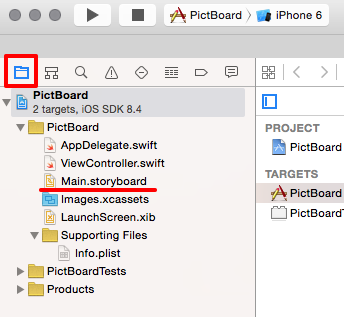 PictBoard
iPhone 6
PictBoard
2 targets, iOS SDK 8.4
PictBoard
AppDelegate.swift
ViewController.swift
Main.storyboard
Images.xcassets
LaunchScreen.xib
Supporting Files
Info.plist
PictBoardTests
Products
PROJECT
PictBoard
TARGETS
PictBoard
PictBoardT